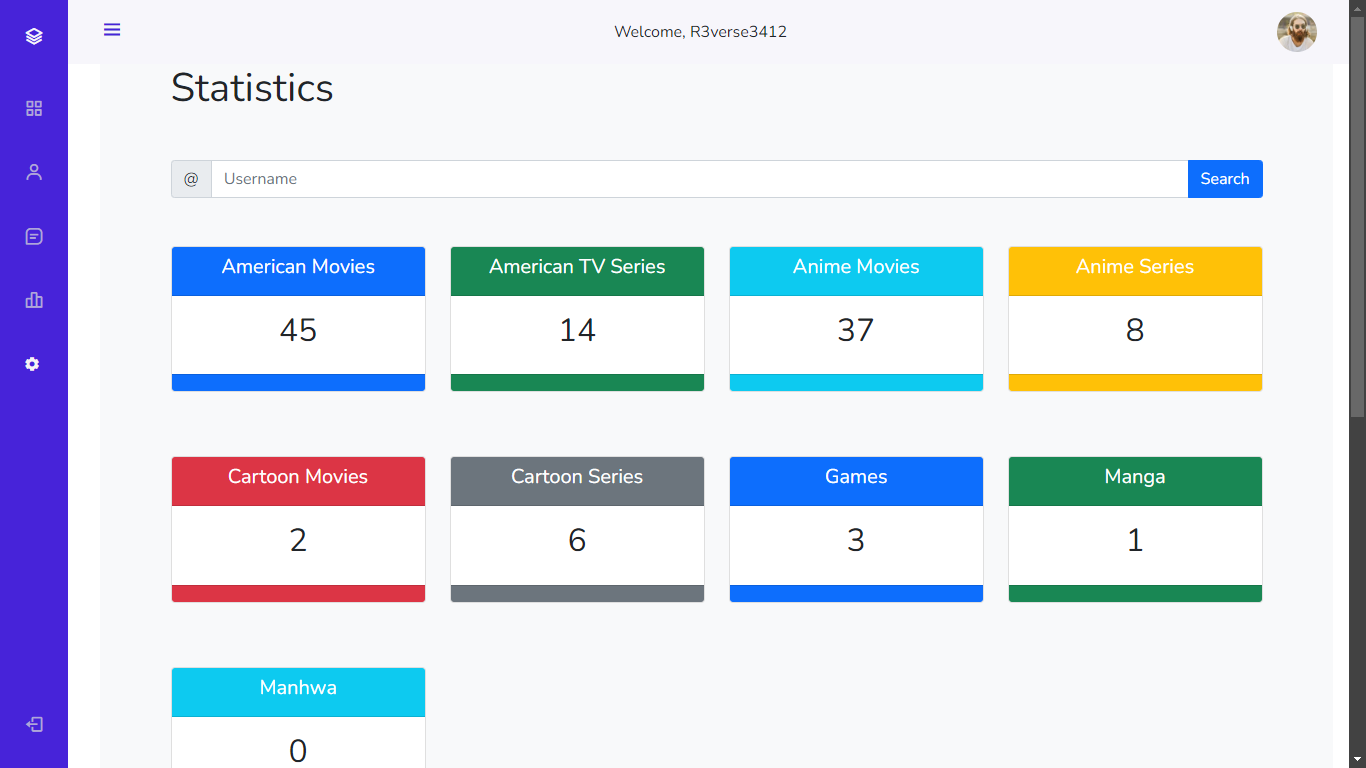 Welcome, R3verse3412
Statistics
@ Username Search
American Movies
45
American TV Series
14
Anime Movies
37
Anime Series
8
Cartoon Movies
2
Cartoon Series
6
Games
3
Manga
1
Manhwa
0